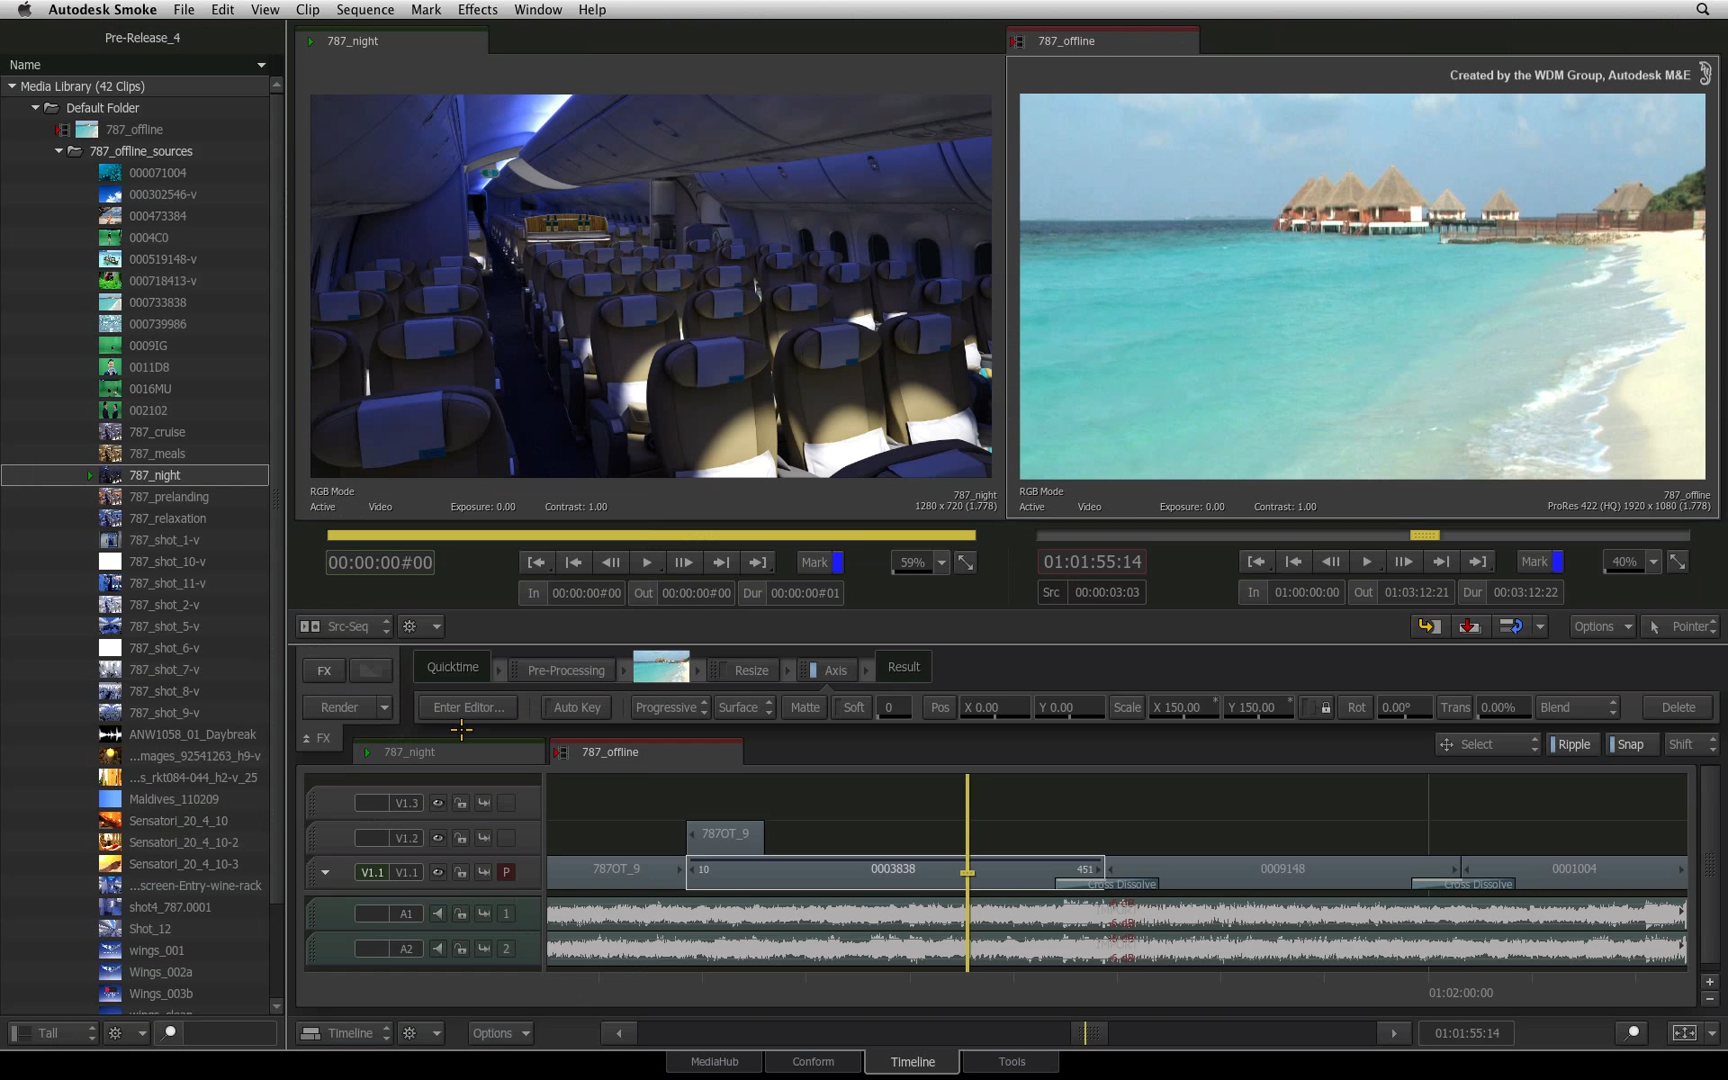 Autodesk Smoke File Edit View Clip Sequence Mark Effects Window Help
Pre-Release_4
Name
Media Library (42 Clips)
Default Folder
787_offline
787_offline_sources
000071004
000302546-v
000473384
0004C0
000519148-v
000718413-v
000733838
000739986
0009IG
0011D8
0016MU
002102
787_cruise
787_meals
787_night
787_prelanding
787_relaxation
787_shot_1-v
787_shot_10-v
787_shot_11-v
787_shot_2-v
787_shot_5-v
787_shot_6-v
787_shot_7-v
787_shot_8-v
787_shot_9-v
ANW1058_01_Daybreak
...mages_92541263_h9-v
...s_rkt084-044_h2-v_25
Maldives_110209
Sensatori_20_4_10
Sensatori_20_4_10-2
Sensatori_20_4_10-3
...screen-Entry-wine-rack
shot4_787.0001
Shot_12
wings_001
Wings_002a
Wings_003b
Tall
787_night
787_offline
Created by the WDM Group, Autodesk M&E
RGB Mode
Active Video Exposure: 0.00 Contrast: 1.00
787_night
1280 x 720 (1.778)
RGB Mode
Active Video Exposure: 0.00 Contrast: 1.00
787_offline
ProRes 422 (HQ) 1920 x 1080 (1.778)
00:00:00#00 Mark 59%
In 00:00:00#00 Out 00:00:00#00 Dur 00:00:00#01
01:01:55:14 Mark 40%
Src 00:00:03:03 In 01:00:00:00 Out 01:03:12:21 Dur 00:03:12:22
Src-Seq Options Pointer
FX Quicktime Pre-Processing Resize Axis Result
Render Enter Editor... Auto Key Progressive Surface Matte Soft 0 Pos X 0.00 Y 0.00 Scale X 150.00 Y 150.00 Rot 0.00° Trans 0.00% Blend Delete
FX 787_night 787_offline Select Ripple Snap Shift
V1.3
V1.2 787OT_9
V1.1 V1.1 P 787OT_9 10 0003838 451 0009148 0001004
Cross Dissolve Cross Dissolve
A1 1
A2 2
01:02:00:00
Timeline Options 01:01:55:14
MediaHub Conform Timeline Tools